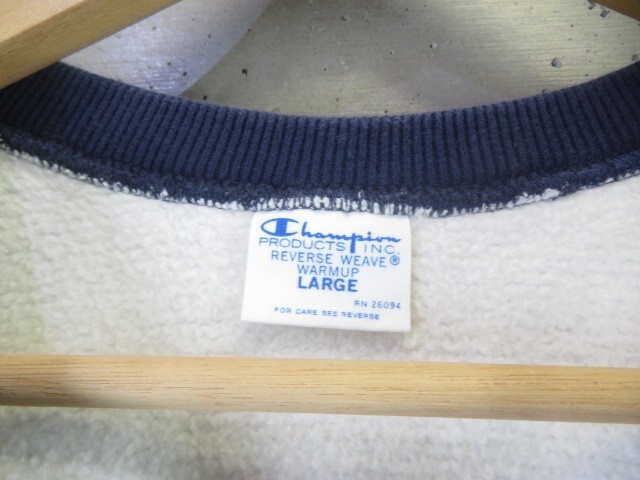 Champion
PRODUCTS INC.
REVERSE WEAVE®
WARMUP
LARGE
RN 26094
FOR CARE SEE REVERSE